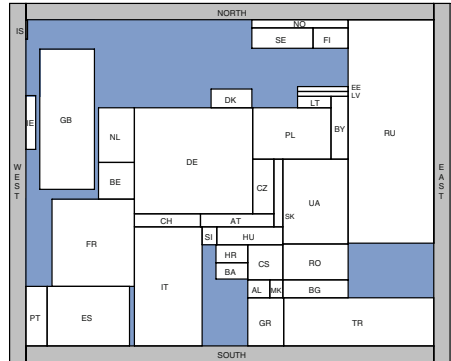 NORTH
NO
IS
SE
FI
EE
LV
DK
LT
IE
GB
NL
DE
PL
BY
RU
WEST
EAST
BE
CZ
SK
UA
FR
CH
AT
SI
HU
HR
CS
RO
BA
IT
AL
MK
BG
PT
ES
GR
TR
SOUTH